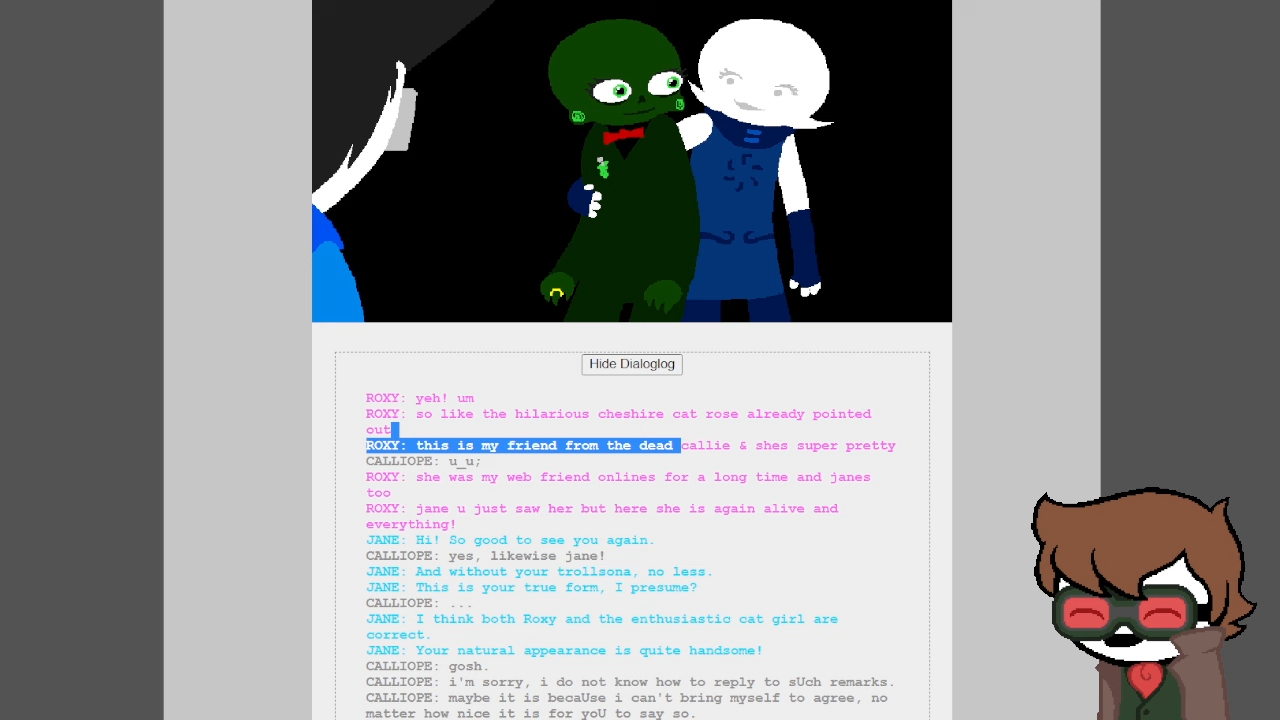 Hide Dialoglog
ROXY: yeh! um
ROXY: so like the hilarious cheshire cat rose already pointed
out
ROXY: this is my friend from the dead callie & shes super pretty
CALLIOPE: u_u;
ROXY: she was my web friend onlines for a long time and janes
too
ROXY: jane u just saw her but here she is again alive and
everything!
JANE: Hi! So good to see you again.
CALLIOPE: yes, likewise jane!
JANE: And without your trollsona, no less.
JANE: This is your true form, I presume?
CALLIOPE: ...
JANE: I think both Roxy and the enthusiastic cat girl are
correct.
JANE: Your natural appearance is quite handsome!
CALLIOPE: gosh.
CALLIOPE: i'm sorry, i do not know how to reply to sUch remarks.
CALLIOPE: maybe it is becaUse i can't bring myself to agree, no
matter how nice it is for yoU to say so.